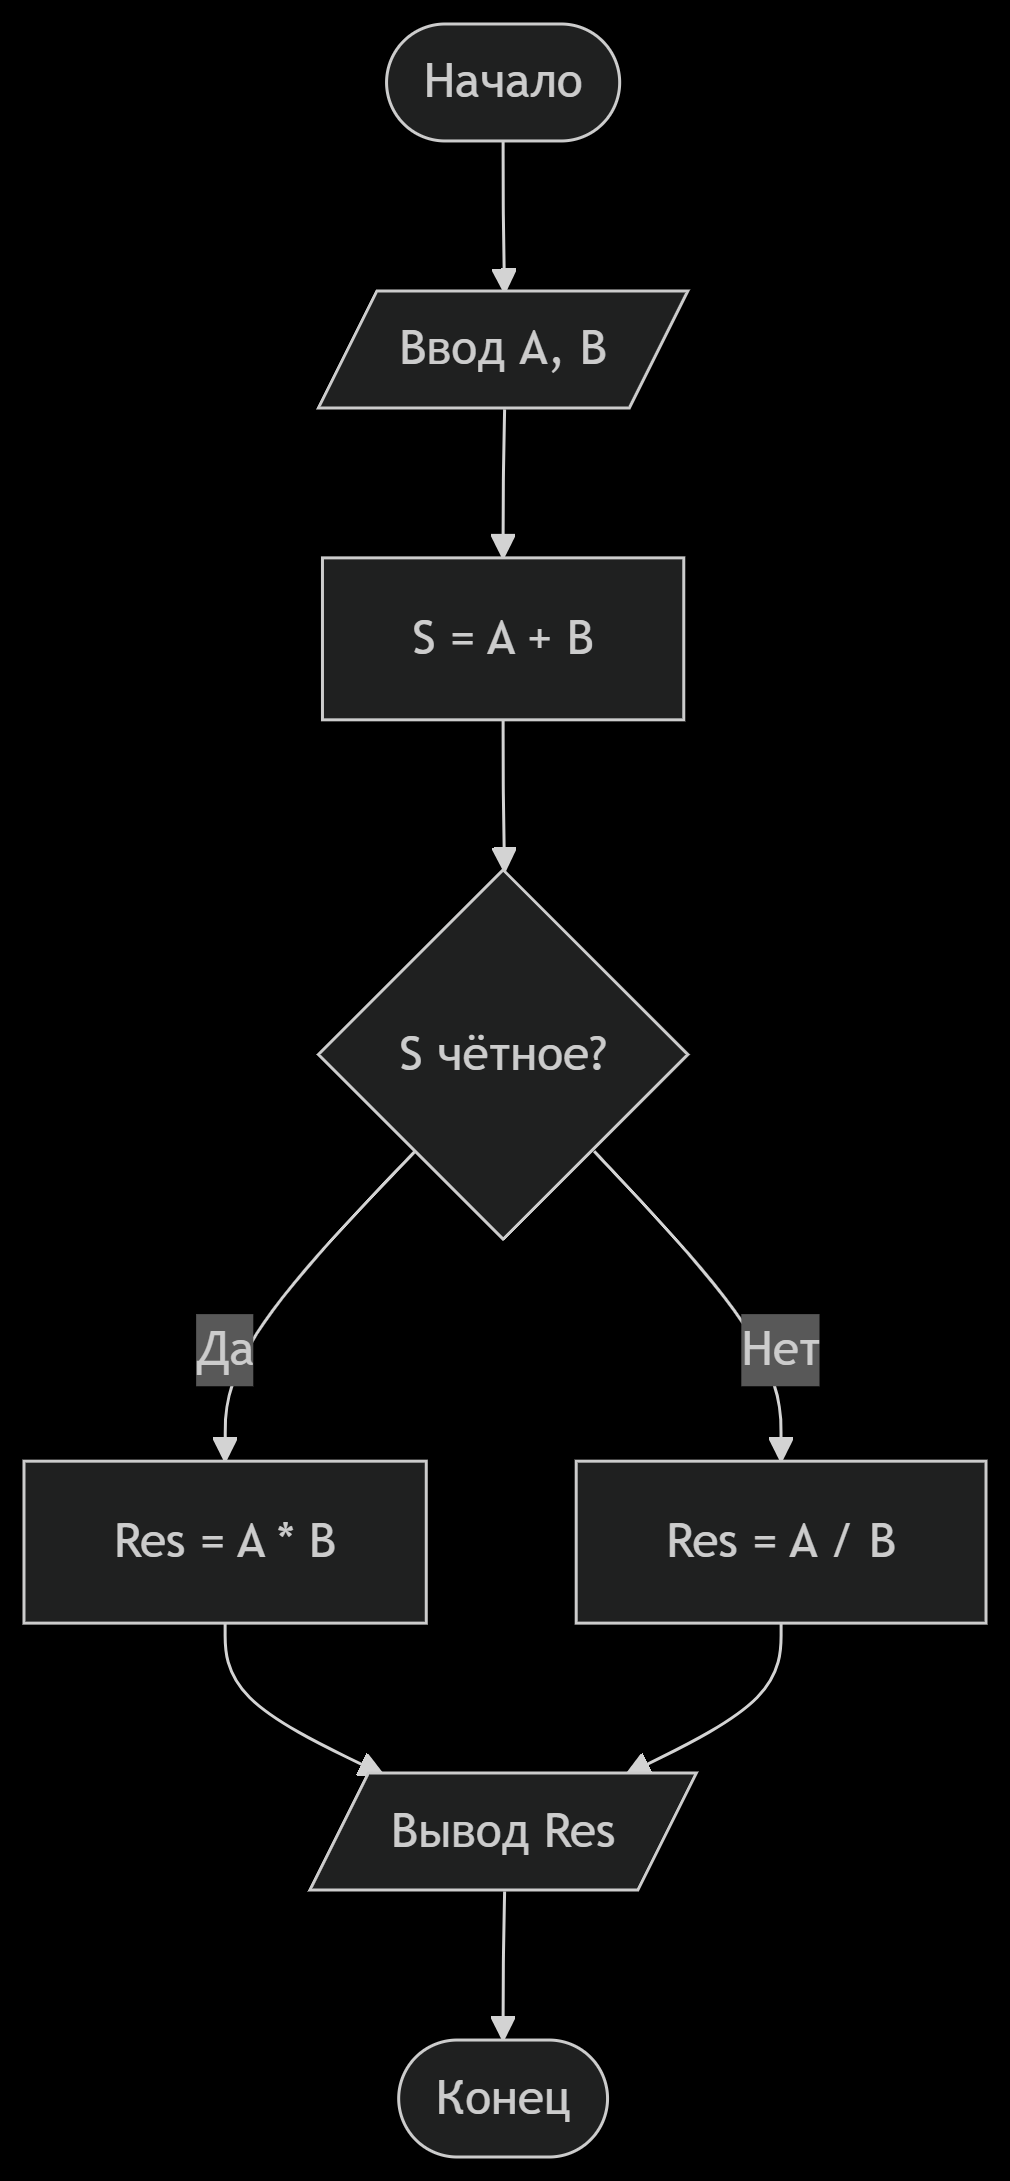 Начало
Ввод A, B
S = A + B
S чётное?
Да
Нет
Res = A * B
Res = A / B
Вывод Res
Конец